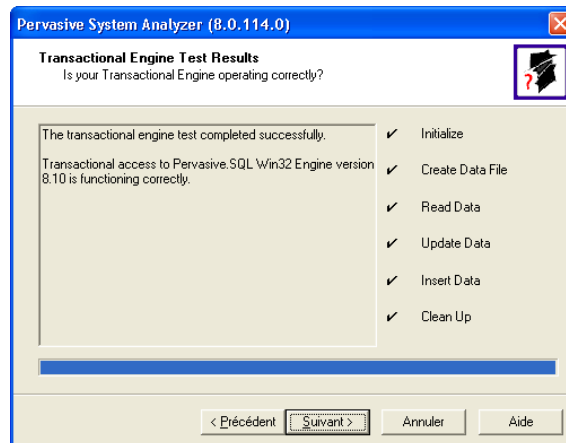 Pervasive System Analyzer (8.0.114.0)
Transactional Engine Test Results
Is your Transactional Engine operating correctly?
The transactional engine test completed successfully.
Transactional access to Pervasive.SQL Win32 Engine version
8.10 is functioning correctly.
Initialize
Create Data File
Read Data
Update Data
Insert Data
Clean Up
< Précédent
Suivant >
Annuler
Aide